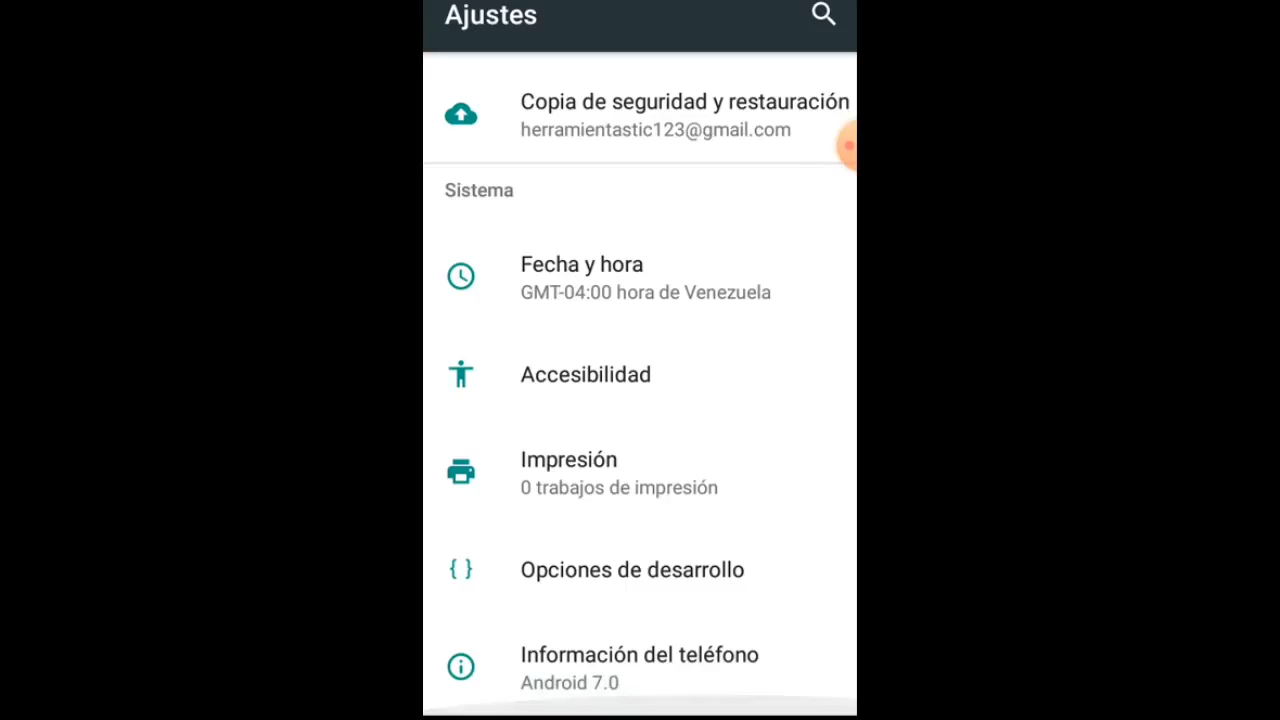 Ajustes
Copia de seguridad y restauración
herramientastic123@gmail.com
Sistema
Fecha y hora
GMT-04:00 hora de Venezuela
Accesibilidad
Impresión
0 trabajos de impresión
Opciones de desarrollo
Información del teléfono
Android 7.0